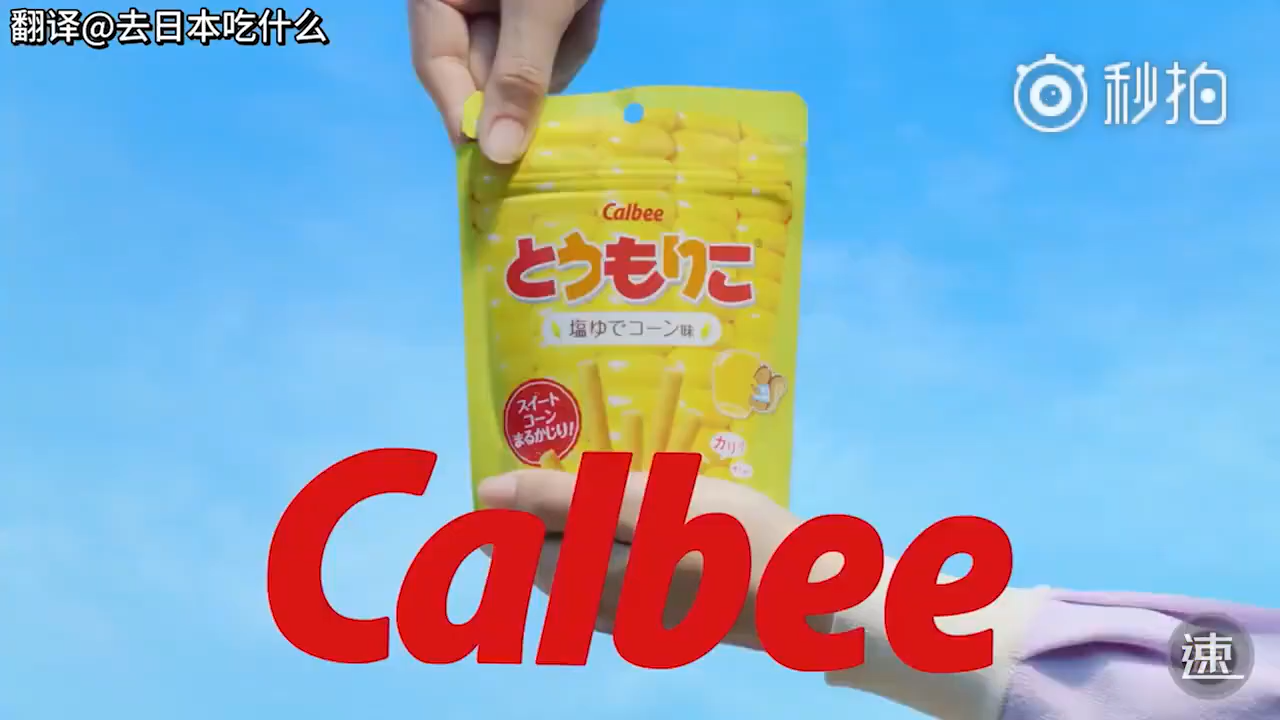 翻译@去日本吃什么
秒拍
Calbee
とうもりこ®
塩ゆでコーン味
スイート
コーン
まるかじり!
カリッ
Calbee
速